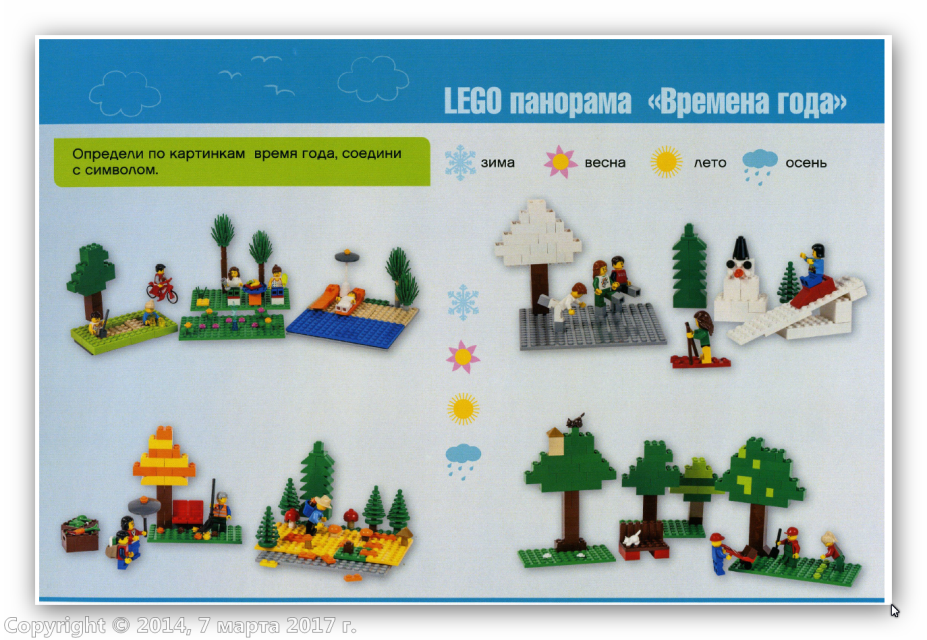 LEGO панорама «Времена года»
Определи по картинкам время года, соедини
с символом.
зима
весна
лето
осень
Copyright © 2014, 7 марта 2017 г.